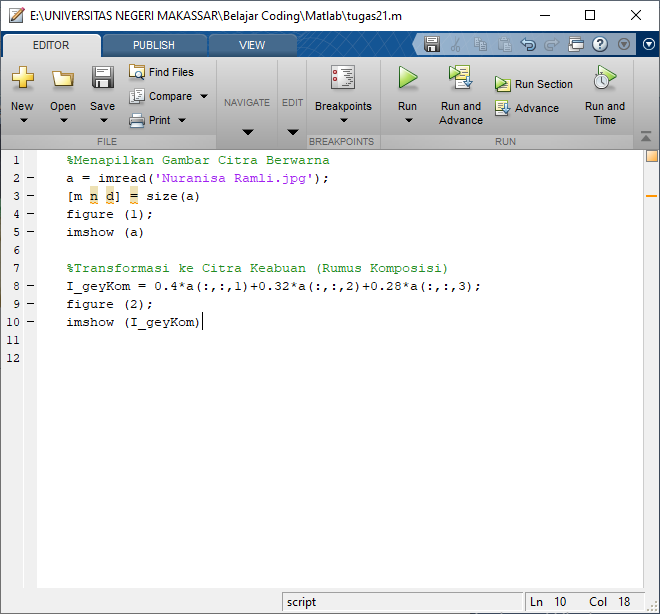 E:\UNIVERSITAS NEGERI MAKASSAR\Belajar Coding\Matlab\tugas21.m
EDITOR PUBLISH VIEW
New Open Save Find Files Compare Print
FILE
NAVIGATE
EDIT
Breakpoints
BREAKPOINTS
Run Run and Advance Run Section Advance Run and Time
RUN
1 %Menapilkan Gambar Citra Berwarna
2 a = imread('Nuranisa Ramli.jpg');
3 [m n d] = size(a)
4 figure (1);
5 imshow (a)
6
7 %Transformasi ke Citra Keabuan (Rumus Komposisi)
8 I_geyKom = 0.4*a(:,:,1)+0.32*a(:,:,2)+0.28*a(:,:,3);
9 figure (2);
10 imshow (I_geyKom)
11
12
script Ln 10 Col 18